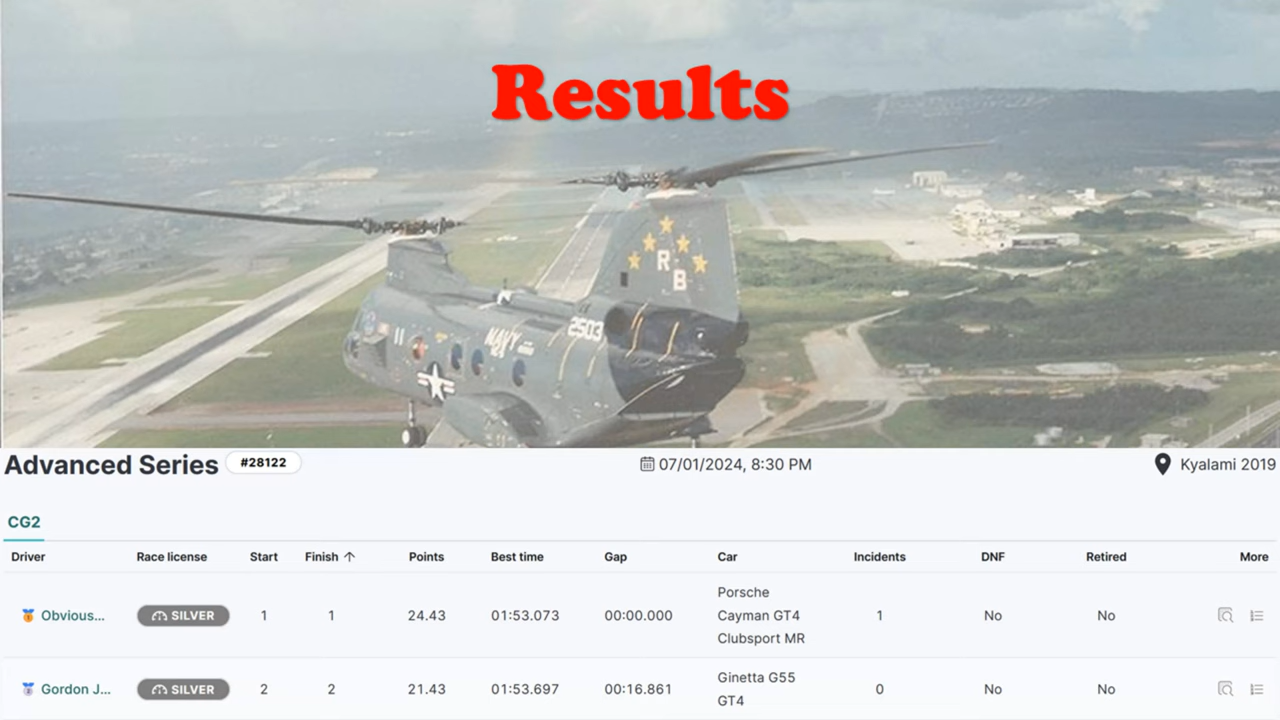 Results
R
B
2503
11
NAVY
Advanced Series #28122 07/01/2024, 8:30 PM Kyalami 2019
CG2
Driver Race license Start Finish ↑ Points Best time Gap Car Incidents DNF Retired More
Obvious... SILVER 1 1 24.43 01:53.073 00:00.000 Porsche Cayman GT4 Clubsport MR 1 No No
Gordon J... SILVER 2 2 21.43 01:53.697 00:16.861 Ginetta G55 GT4 0 No No